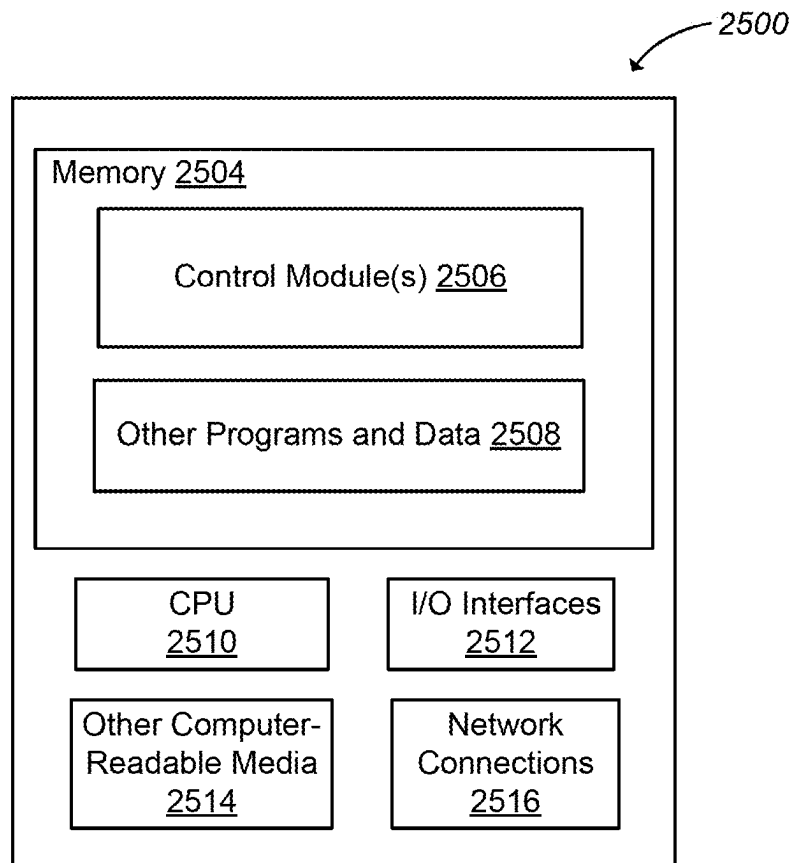 2500
Memory 2504
Control Module(s) 2506
Other Programs and Data 2508
CPU
2510
I/O Interfaces
2512
Other Computer-
Readable Media
2514
Network
Connections
2516